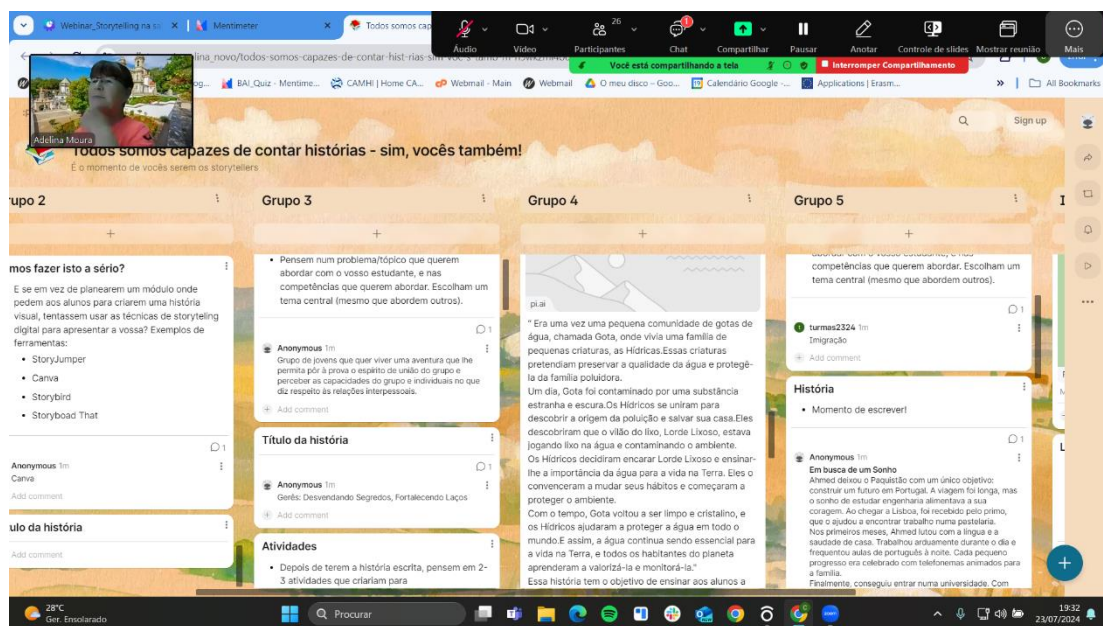 Webinar_Storytelling na s
Mentimeter
Todos somos cap
Áudio
Vídeo
26
Participantes
1
Chat
Compartilhar
Pausar
Anotar
Controle de slides
Mostrar reunião
Mais
Você está compartilhando a tela
Interromper Compartilhamento
BAI_Quiz - Mentime...
CAMHI | Home CA...
Webmail - Main
Webmail
O meu disco – Goo...
Calendário Google -...
Applications | Erasm...
»
All Bookmarks
Adelina Moura
Sign up
Todos somos capazes de contar histórias - sim, vocês também!
É o momento de vocês serem os storytellers
rupo 2
mos fazer isto a sério?
E se em vez de planearem um módulo onde
pedem aos alunos para criarem uma história
visual, tentassem usar as técnicas de storyteling
digital para apresentar a vossa? Exemplos de
ferramentas:
• StoryJumper
• Canva
• Storybird
• Storyboad That
1
Anonymous 1m
Canva
Add comment
ulo da história
Add comment
Grupo 3
• Pensem num problema/tópico que querem
abordar com o vosso estudante, e nas
competências que querem abordar. Escolham um
tema central (mesmo que abordem outros).
1
Anonymous 1m
Grupo de jovens que quer viver uma aventura que lhe
permita pôr à prova o espírito de união do grupo e
perceber as capacidades do grupo e individuais no que
diz respeito às relações interpessoais.
Add comment
Título da história
1
Anonymous 1m
Gerês: Desvendando Segredos, Fortalecendo Laços
Add comment
Atividades
• Depois de terem a história escrita, pensem em 2-
3 atividades que criariam para
Grupo 4
pi.ai
" Era uma vez uma pequena comunidade de gotas de
água, chamada Gota, onde vivia uma família de
pequenas criaturas, as Hídricas.Essas criaturas
pretendiam preservar a qualidade da água e protegê-
la da família poluidora.
Um dia, Gota foi contaminado por uma substância
estranha e escura.Os Hídricos se uniram para
descobrir a origem da poluição e salvar sua casa.Eles
descobriram que o vilão do lixo, Lorde Lixoso, estava
jogando lixo na água e contaminando o ambiente.
Os Hídricos decidiram encarar Lorde Lixoso e ensinar-
lhe a importância da água para a vida na Terra. Eles o
convenceram a mudar seus hábitos e começaram a
proteger o ambiente.
Com o tempo, Gota voltou a ser limpo e cristalino, e
os Hídricos ajudaram a proteger a água em todo o
mundo.E assim, a água continua sendo essencial para
a vida na Terra, e todos os habitantes do planeta
aprenderam a valorizá-la e monitorá-la."
Essa história tem o objetivo de ensinar aos alunos a
Grupo 5
competências que querem abordar. Escolham um
tema central (mesmo que abordem outros).
1
turmas2324 1m
Imigração
Add comment
História
• Momento de escrever!
1
Anonymous 1m
Em busca de um Sonho
Ahmed deixou o Paquistão com um único objetivo:
construir um futuro em Portugal. A viagem foi longa, mas
o sonho de estudar engenharia alimentava a sua
coragem. Ao chegar a Lisboa, foi recebido pelo primo,
que o ajudou a encontrar trabalho numa pastelaria.
Nos primeiros meses, Ahmed lutou com a língua e a
saudade de casa. Trabalhou arduamente durante o dia e
frequentou aulas de português à noite. Cada pequeno
progresso era celebrado com telefonemas animados para
a família.
Finalmente, conseguiu entrar numa universidade. Com
28°C
Ger. Ensolarado
Procurar
19:32
23/07/2024